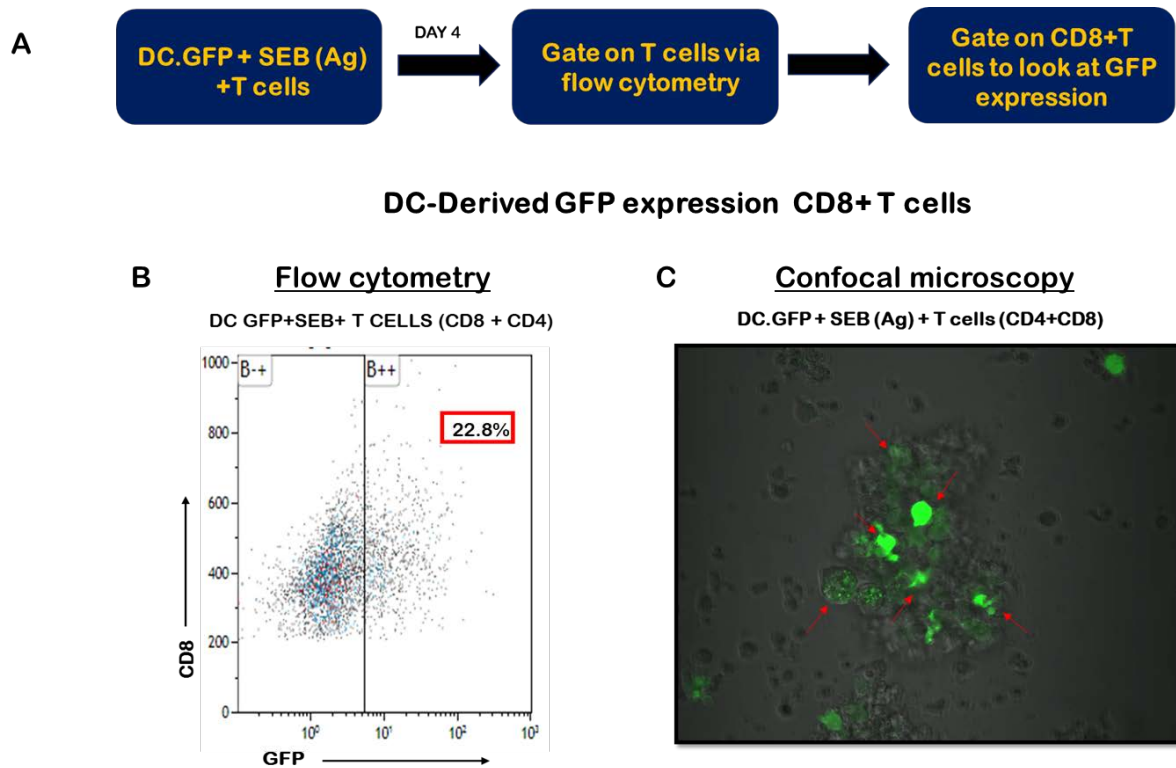 A
DC.GFP + SEB (Ag)
+T cells
DAY 4
Gate on T cells via
flow cytometry
Gate on CD8+T
cells to look at GFP
expression
DC-Derived GFP expression CD8+ T cells
B
Flow cytometry
DC GFP+SEB+ T CELLS (CD8 + CD4)
B-+
B++
22.8%
1000
800
600
400
200
0
CD8
10⁰
10¹
10²
10³
GFP
C
Confocal microscopy
DC.GFP + SEB (Ag) + T cells (CD4+CD8)